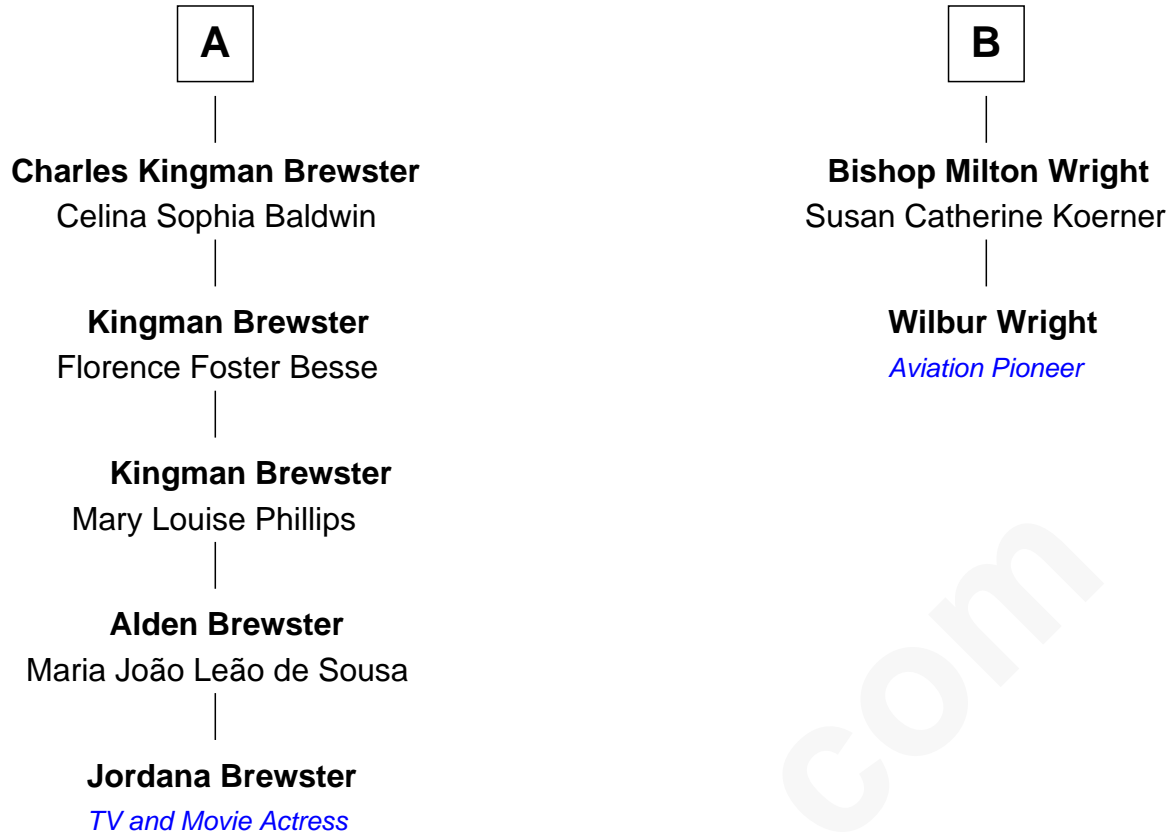 A
Charles Kingman Brewster
Celina Sophia Baldwin
Kingman Brewster
Florence Foster Besse
Kingman Brewster
Mary Louise Phillips
Alden Brewster
Maria João Leão de Sousa
Jordana Brewster
TV and Movie Actress
B
Bishop Milton Wright
Susan Catherine Koerner
Wilbur Wright
Aviation Pioneer
com